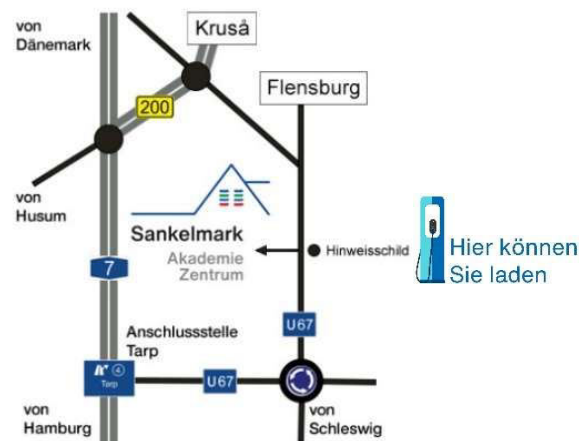 von
Dänemark
Kruså
200
Flensburg
von
Husum
Sankelmark
Akademie
Zentrum
Hinweisschild
Hier können
Sie laden
7
U67
Anschlussstelle
Tarp
4
Tarp
U67
von
Hamburg
von
Schleswig